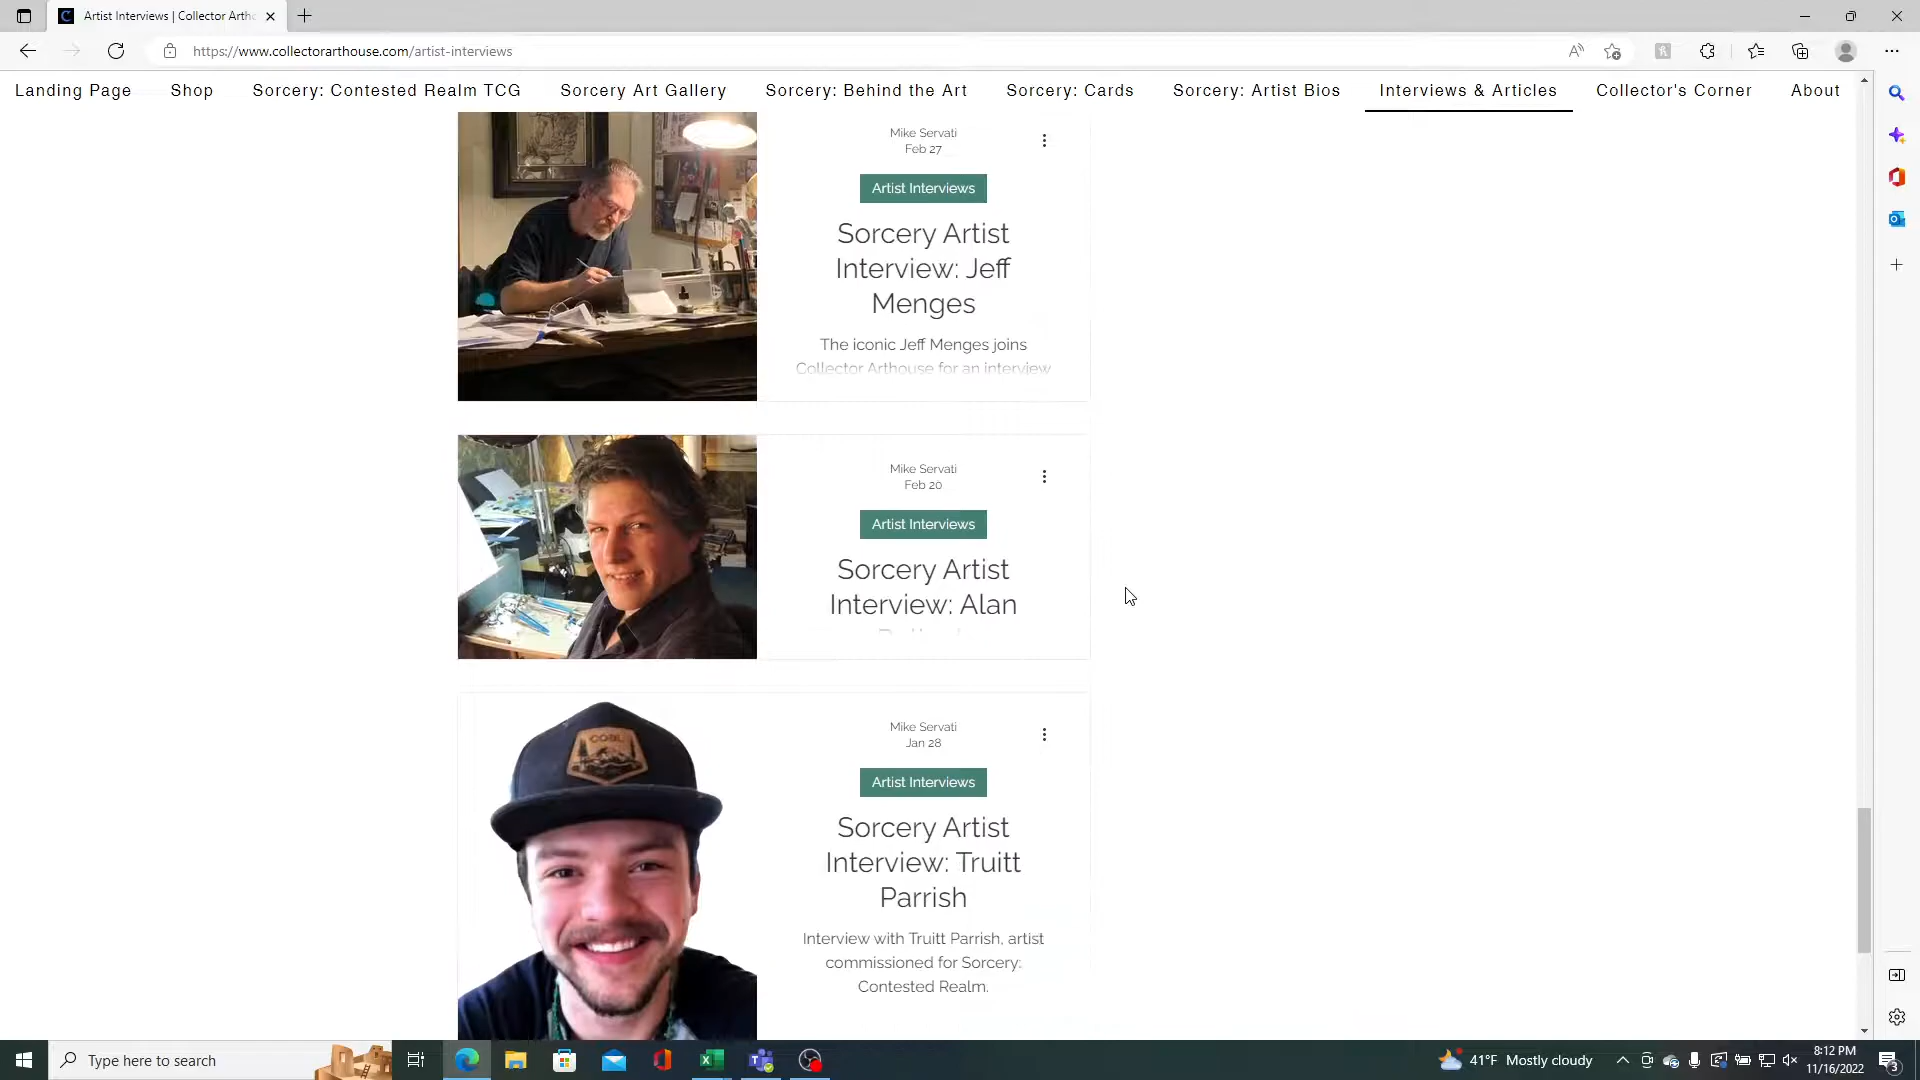 Artist Interviews | Collector Artho
https://www.collectorarthouse.com/artist-interviews
Landing Page Shop Sorcery: Contested Realm TCG Sorcery Art Gallery Sorcery: Behind the Art Sorcery: Cards Sorcery: Artist Bios Interviews & Articles Collector's Corner About
Mike Servati
Feb 27
Artist Interviews
Sorcery Artist
Interview: Jeff
Menges
The iconic Jeff Menges joins
Collector Arthouse for an interview
Mike Servati
Feb 20
Artist Interviews
Sorcery Artist
Interview: Alan
Mike Servati
Jan 28
Artist Interviews
Sorcery Artist
Interview: Truitt
Parrish
Interview with Truitt Parrish, artist
commissioned for Sorcery:
Contested Realm.
COAL
Type here to search
41°F Mostly cloudy
8:12 PM
11/16/2022
3